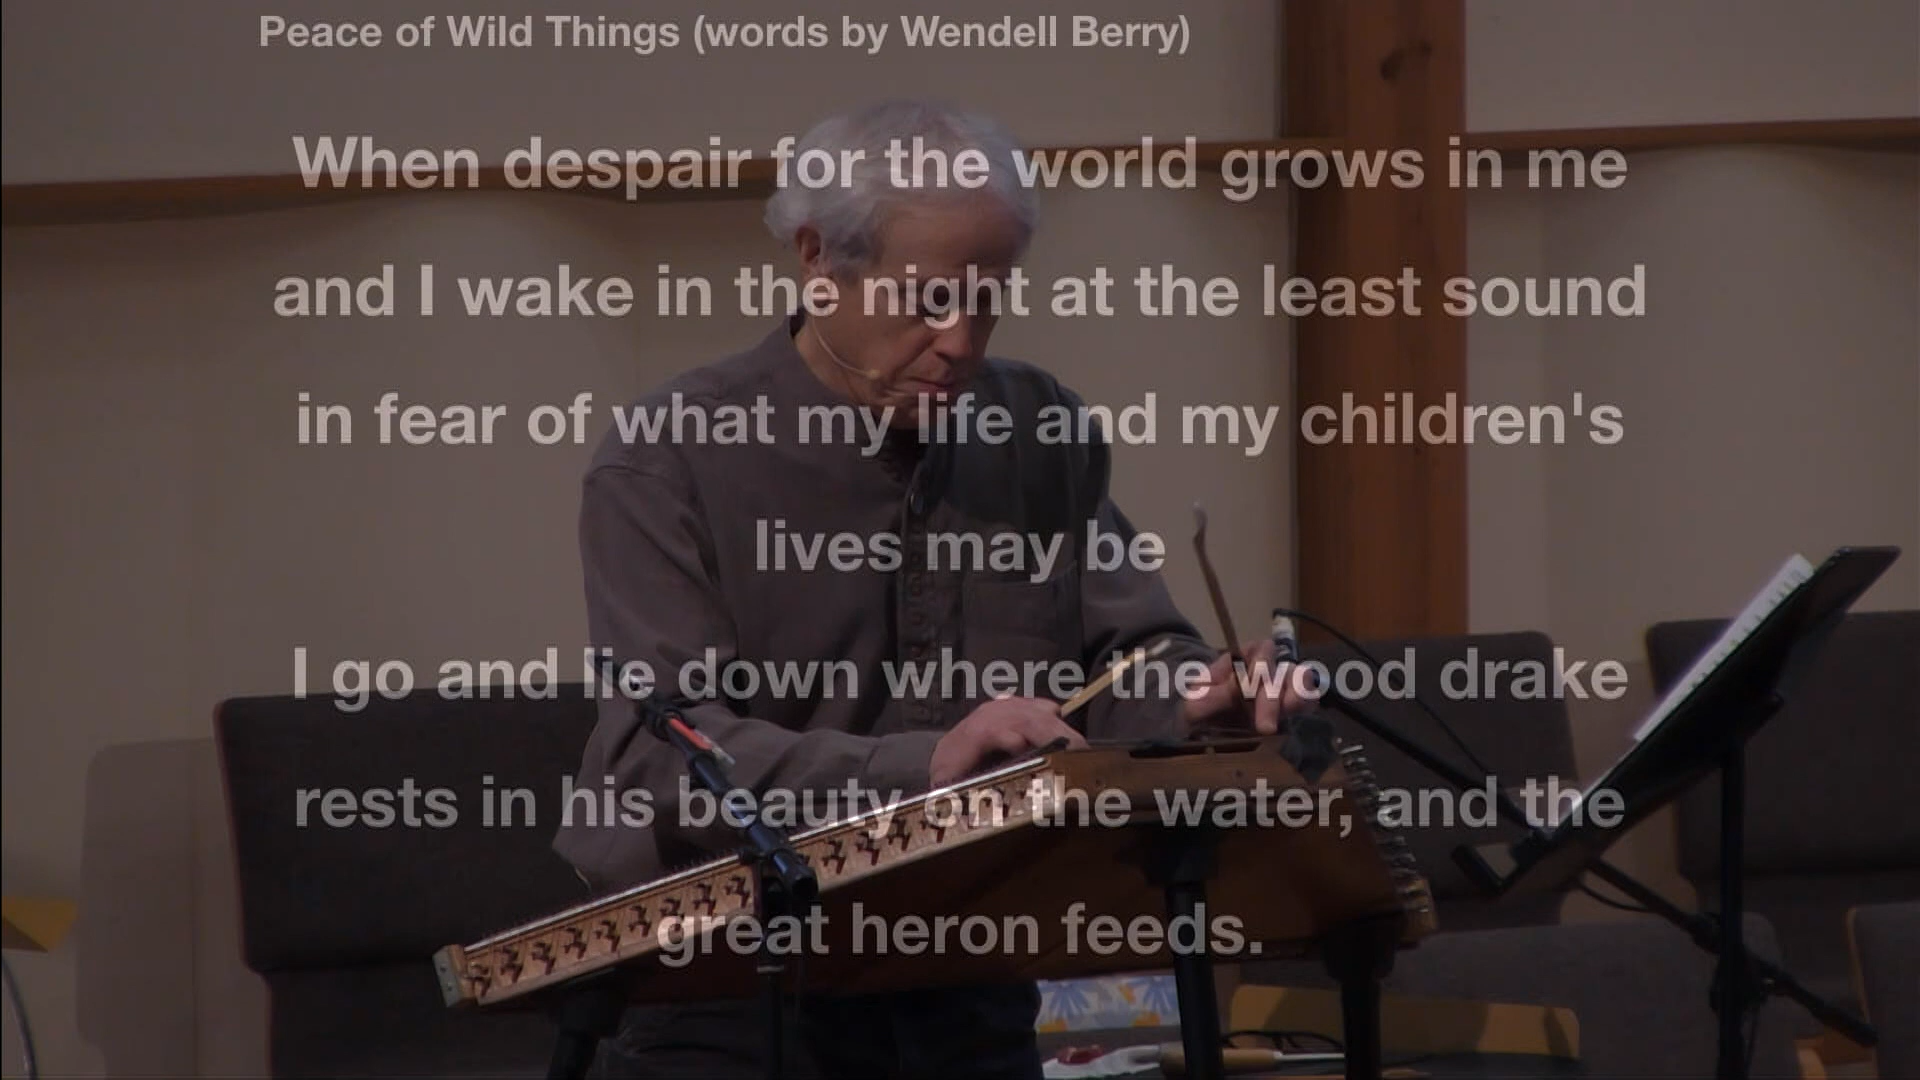 Peace of Wild Things (words by Wendell Berry)
When despair for the world grows in me
and I wake in the night at the least sound
in fear of what my life and my children's
lives may be
I go and lie down where the wood drake
rests in his beauty on the water, and the
great heron feeds.